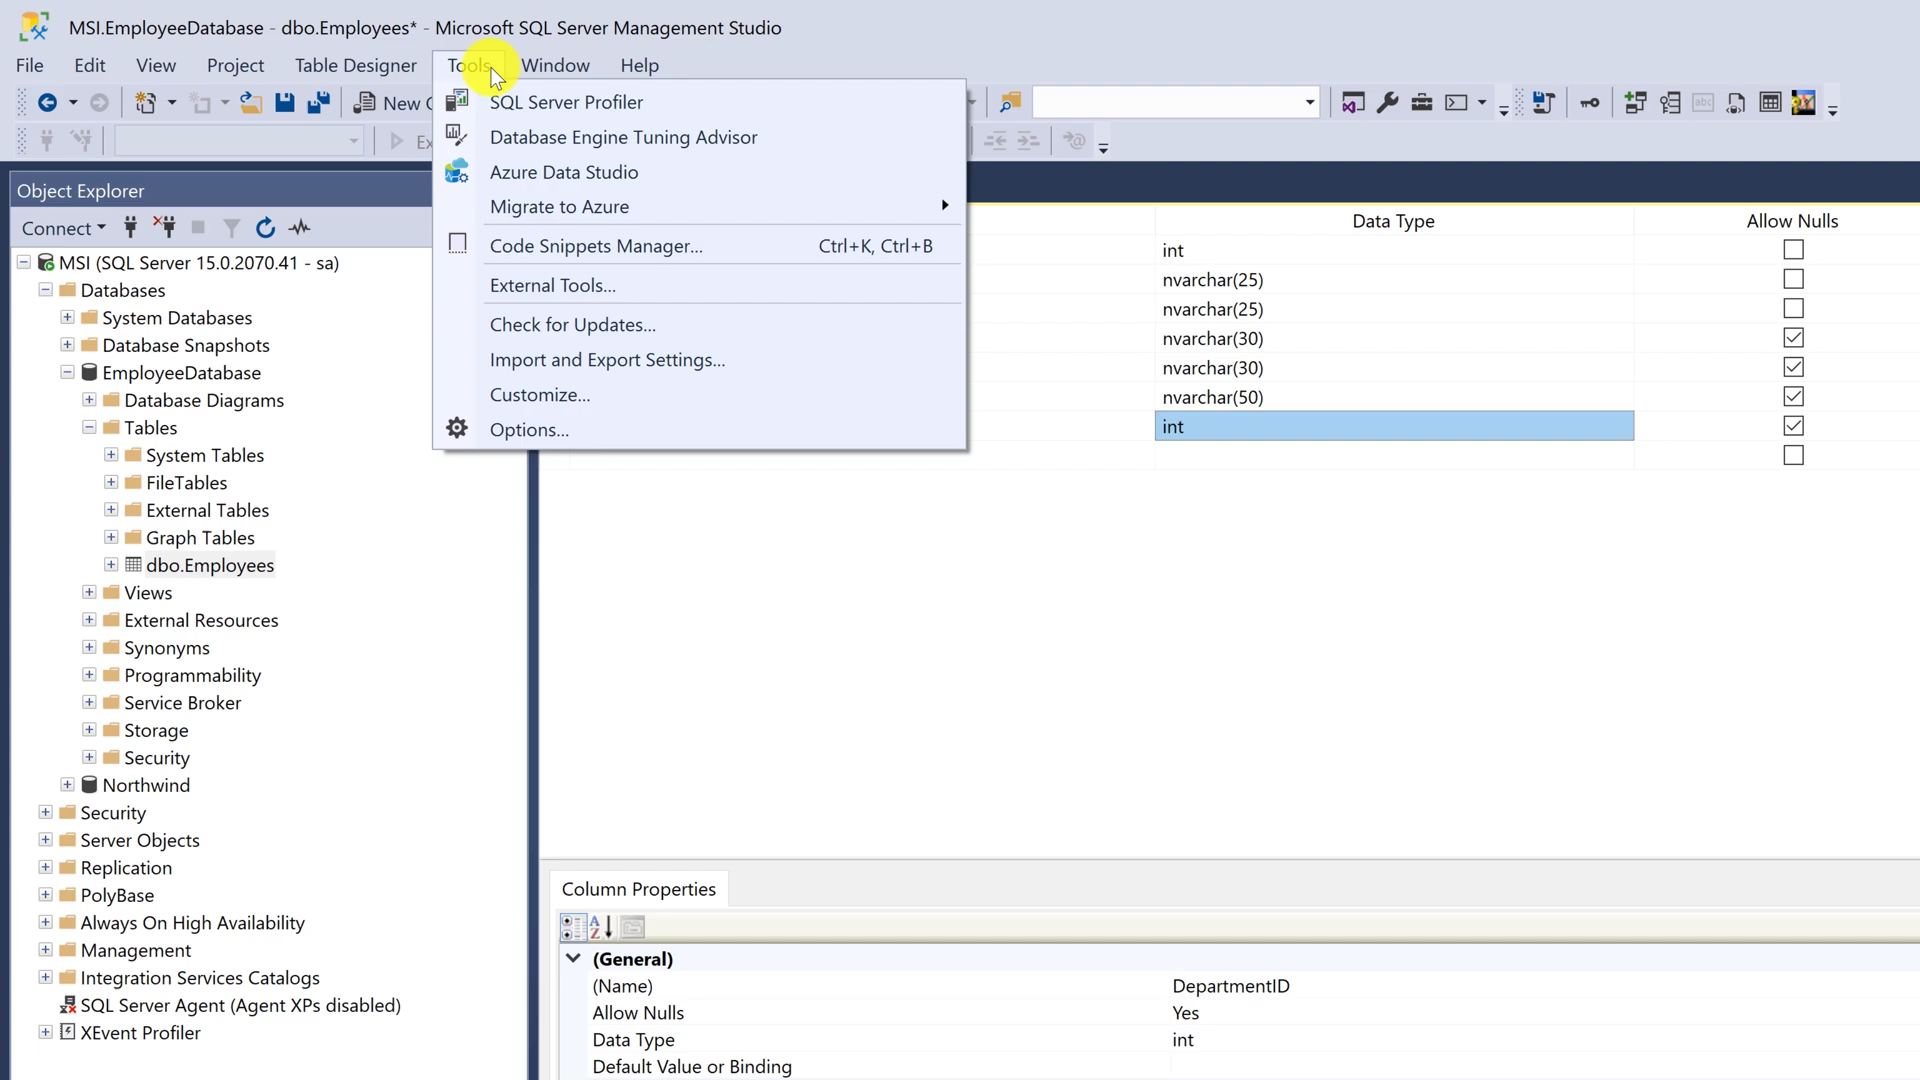 MSI.EmployeeDatabase - dbo.Employees* - Microsoft SQL Server Management Studio
File Edit View Project Table Designer Tools Window Help
New
SQL Server Profiler
Database Engine Tuning Advisor
Azure Data Studio
Migrate to Azure
Code Snippets Manager... Ctrl+K, Ctrl+B
External Tools...
Check for Updates...
Import and Export Settings...
Customize...
Options...
Object Explorer
Connect
MSI (SQL Server 15.0.2070.41 - sa)
Databases
System Databases
Database Snapshots
EmployeeDatabase
Database Diagrams
Tables
System Tables
FileTables
External Tables
Graph Tables
dbo.Employees
Views
External Resources
Synonyms
Programmability
Service Broker
Storage
Security
Northwind
Security
Server Objects
Replication
PolyBase
Always On High Availability
Management
Integration Services Catalogs
SQL Server Agent (Agent XPs disabled)
XEvent Profiler
Data Type Allow Nulls
int
nvarchar(25)
nvarchar(25)
nvarchar(30)
nvarchar(30)
nvarchar(50)
int
Column Properties
(General)
(Name) DepartmentID
Allow Nulls Yes
Data Type int
Default Value or Binding